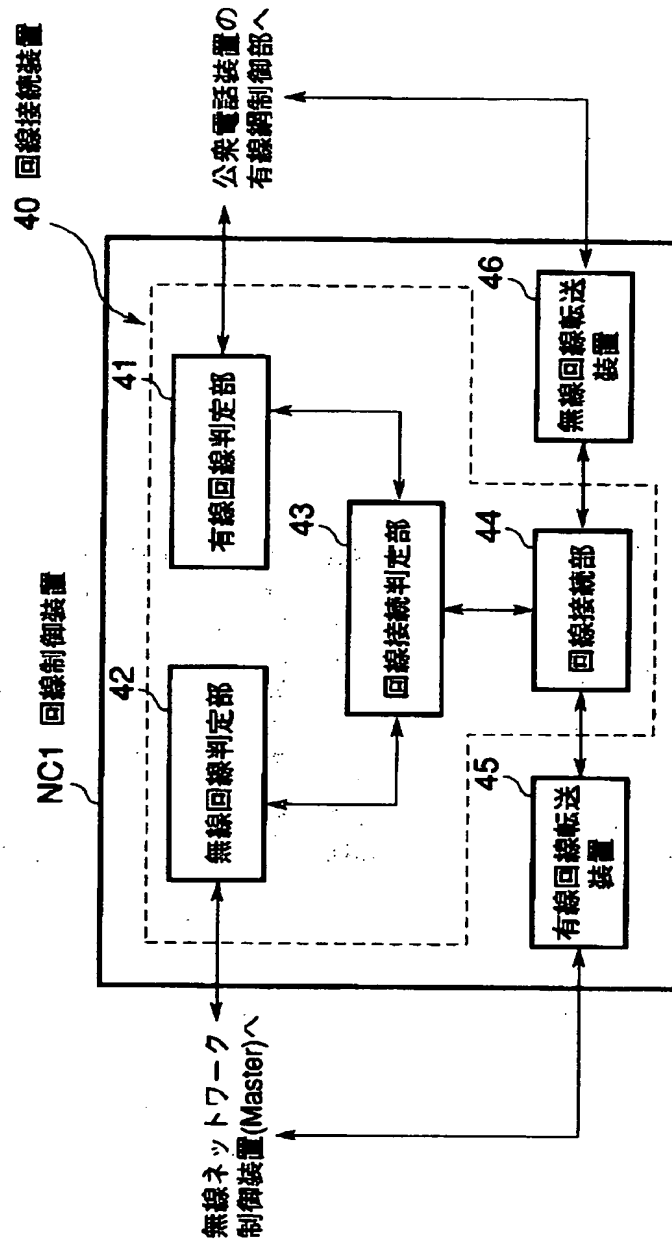 NC1 回線制御装置
40 回線接続装置
無線ネットワーク
制御装置(Master)へ
公衆電話装置の
有線網制御部へ
42
無線回線判定部
41
有線回線判定部
43
回線接続判定部
45
有線回線転送
装置
44
回線接続部
46
無線回線転送
装置